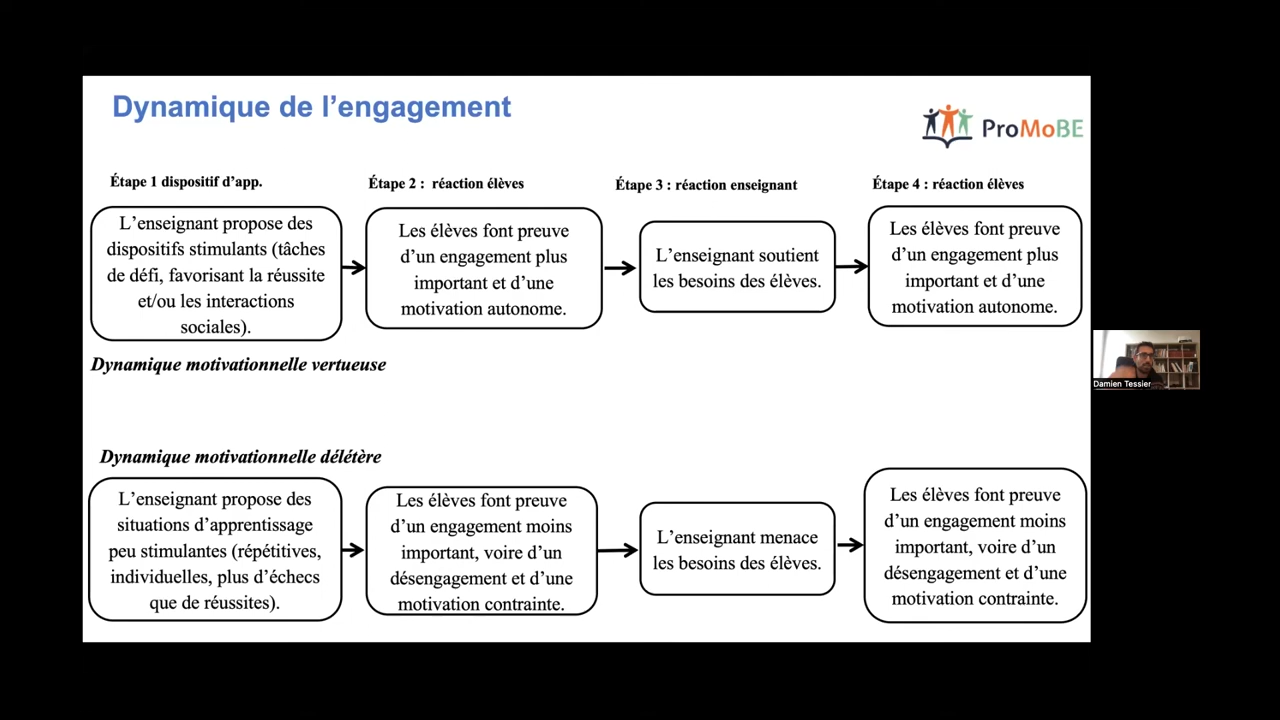 Dynamique de l’engagement
ProMoBE
Étape 1 dispositif d’app.
Étape 2 : réaction élèves
Étape 3 : réaction enseignant
Étape 4 : réaction élèves
L’enseignant propose des
dispositifs stimulants (tâches
de défi, favorisant la réussite
et/ou les interactions
sociales).
Les élèves font preuve
d’un engagement plus
important et d’une
motivation autonome.
L’enseignant soutient
les besoins des élèves.
Les élèves font preuve
d’un engagement plus
important et d’une
motivation autonome.
Dynamique motivationnelle vertueuse
Damien Tessier
Dynamique motivationnelle délétère
L’enseignant propose des
situations d’apprentissage
peu stimulantes (répétitives,
individuelles, plus d’échecs
que de réussites).
Les élèves font preuve
d’un engagement moins
important, voire d’un
désengagement et d’une
motivation contrainte.
L’enseignant menace
les besoins des élèves.
Les élèves font preuve
d’un engagement moins
important, voire d’un
désengagement et d’une
motivation contrainte.